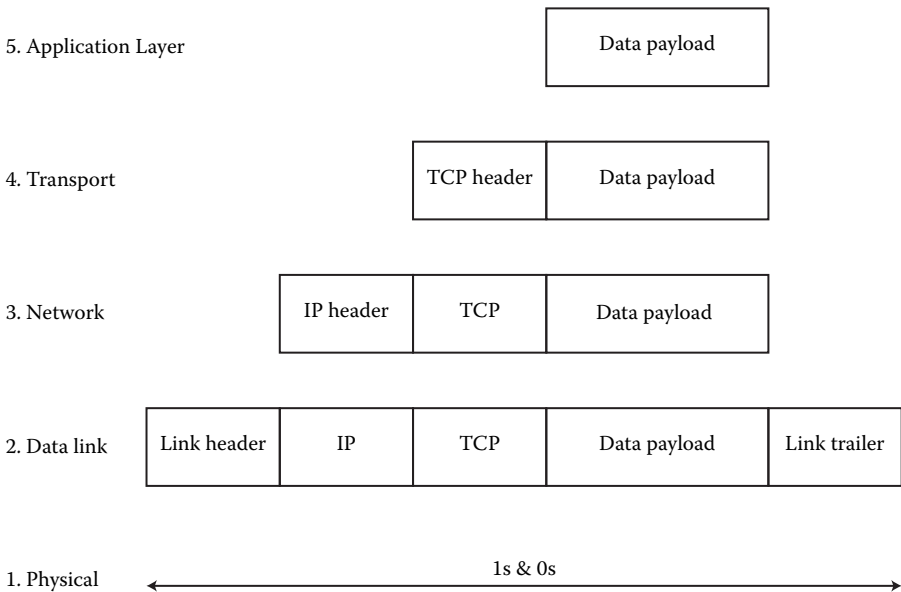 5. Application Layer
Data payload
4. Transport
TCP header
Data payload
3. Network
IP header
TCP
Data payload
2. Data link
Link header
IP
TCP
Data payload
Link trailer
1. Physical
1s & 0s